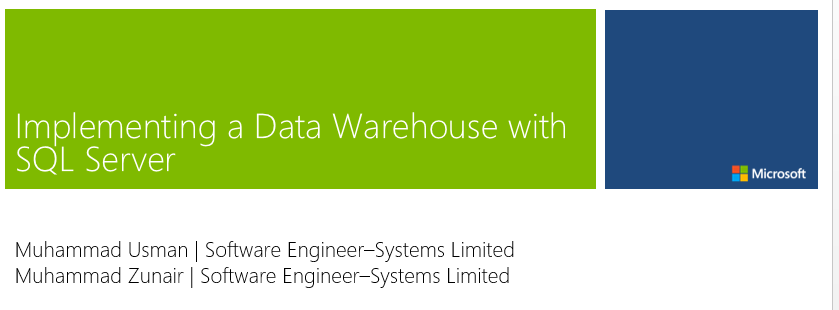 Implementing a Data Warehouse with
SQL Server
Microsoft
Muhammad Usman | Software Engineer–Systems Limited
Muhammad Zunair | Software Engineer–Systems Limited